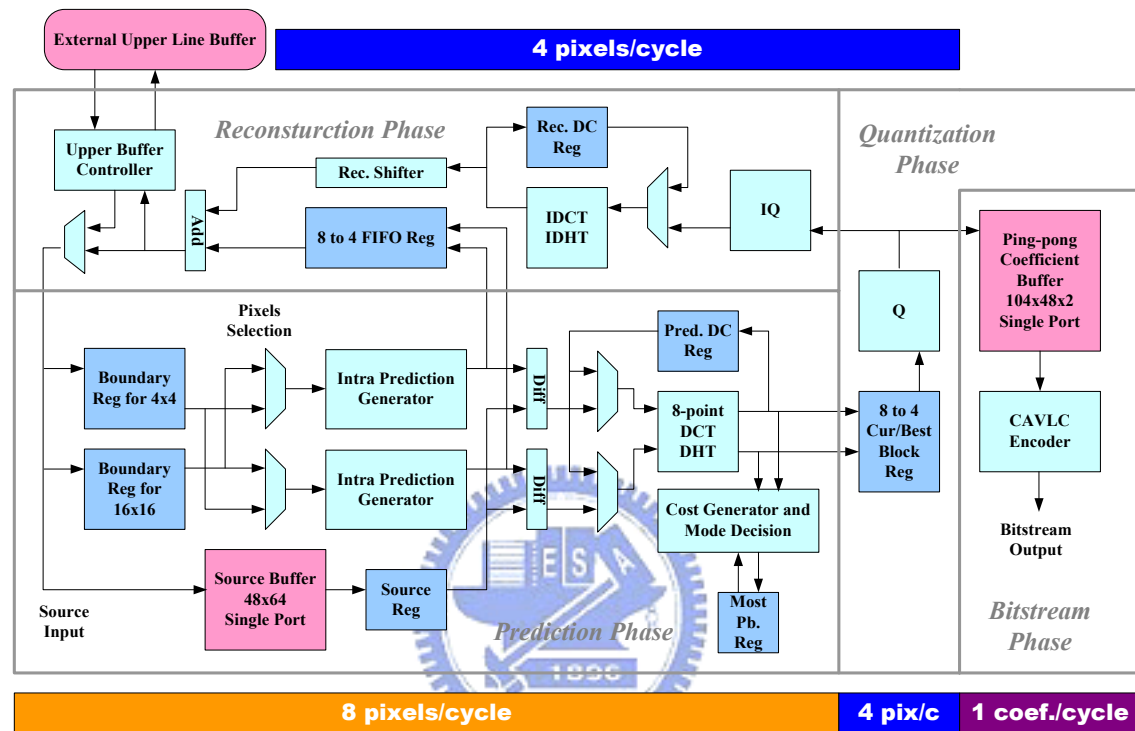 External Upper Line Buffer
4 pixels/cycle
Reconsturction Phase
Quantization
Phase
Upper Buffer
Controller
Rec. Shifter
Rec. DC
Reg
IDCT
IDHT
IQ
Add
8 to 4 FIFO Reg
Ping-pong
Coefficient
Buffer
104x48x2
Single Port
Q
Pixels
Selection
Boundary
Reg for 4x4
Intra Prediction
Generator
Diff
Pred. DC
Reg
8-point
DCT
DHT
8 to 4
Cur/Best
Block
Reg
CAVLC
Encoder
Boundary
Reg for
16x16
Intra Prediction
Generator
Diff
Cost Generator and
Mode Decision
Bitstream
Output
Source Buffer
48x64
Single Port
Source
Reg
Most
Pb.
Reg
Source
Input
Prediction Phase
Bitstream
Phase
E S A
1896
8 pixels/cycle
4 pix/c
1 coef./cycle